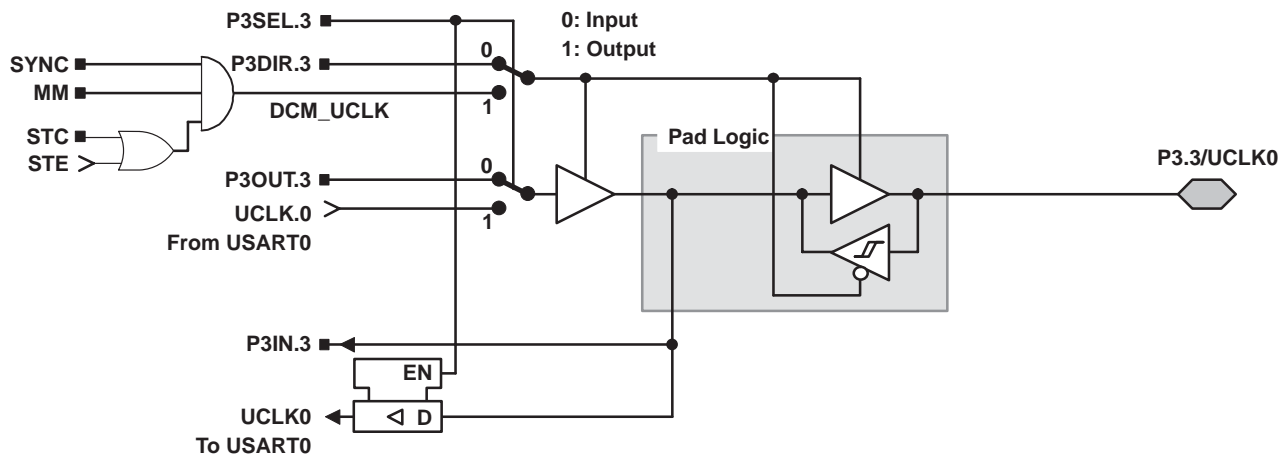 P3SEL.3
0: Input
1: Output
SYNC
P3DIR.3
0
MM
1
DCM_UCLK
STC
STE
Pad Logic
P3.3/UCLK0
P3OUT.3
0
UCLK.0
1
From USART0
P3IN.3
EN
UCLK0
D
To USART0